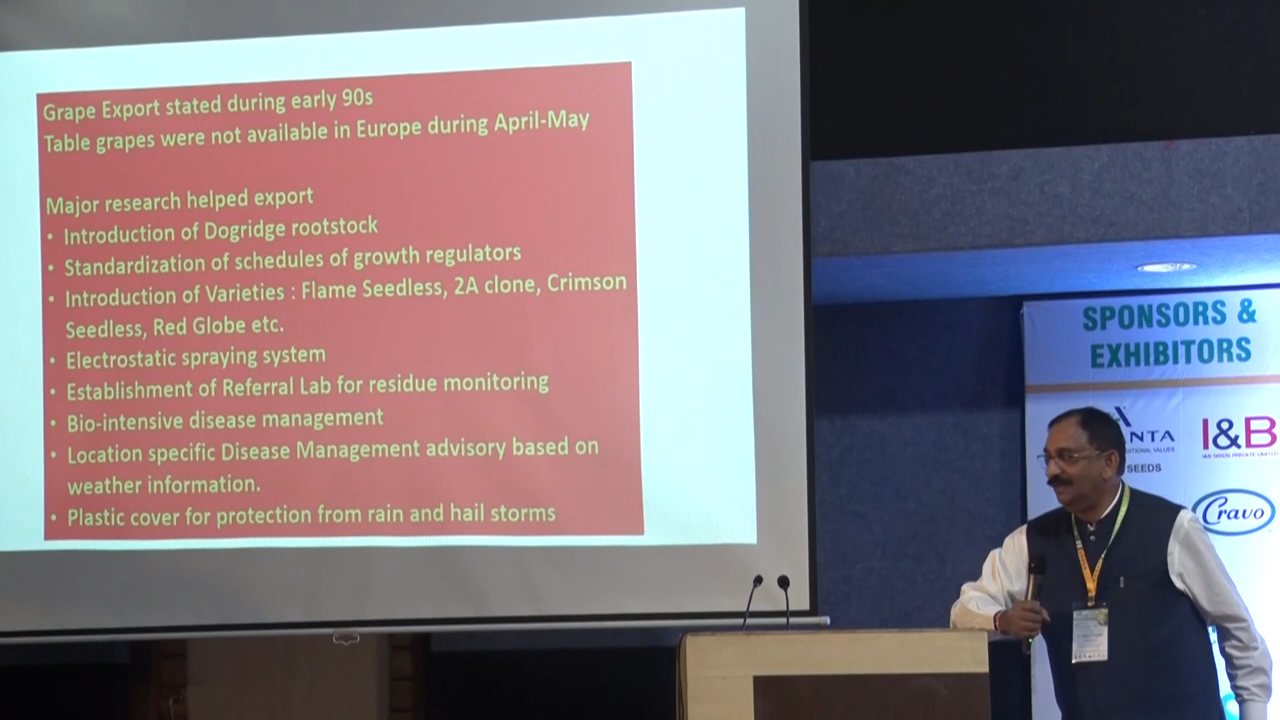 Grape Export stated during early 90s
Table grapes were not available in Europe during April-May
Major research helped export
• Introduction of Dogridge rootstock
• Standardization of schedules of growth regulators
• Introduction of Varieties : Flame Seedless, 2A clone, Crimson
Seedless, Red Globe etc.
• Electrostatic spraying system
• Establishment of Referral Lab for residue monitoring
• Bio-intensive disease management
• Location specific Disease Management advisory based on
weather information.
• Plastic cover for protection from rain and hail storms
SPONSORS &
EXHIBITORS
NTA
SEEDS
I&B
I&B SEEDS PRIVATE LIMITED
Cravo